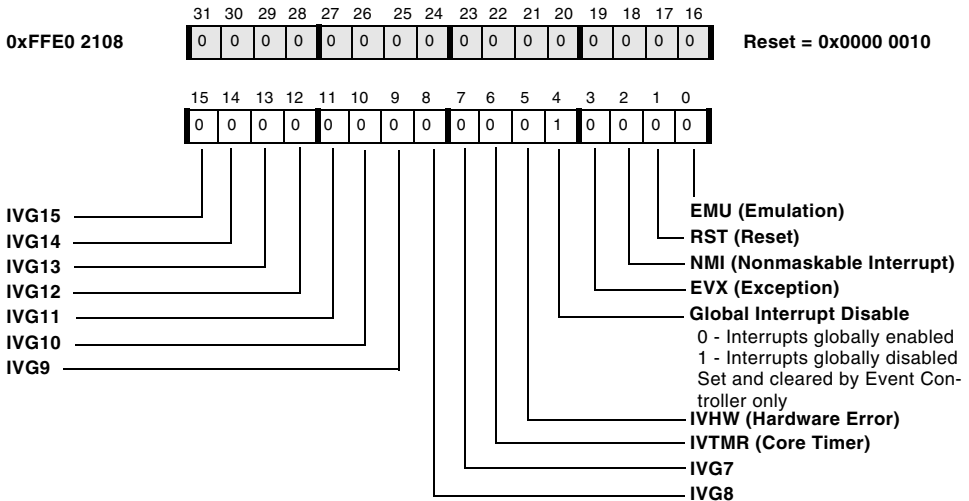 31 30 29 28 27 26 25 24 23 22 21 20 19 18 17 16
0xFFE0 2108 0 0 0 0 0 0 0 0 0 0 0 0 0 0 0 0 Reset = 0x0000 0010
15 14 13 12 11 10 9 8 7 6 5 4 3 2 1 0
0 0 0 0 0 0 0 0 0 0 0 1 0 0 0 0
IVG15
IVG14
IVG13
IVG12
IVG11
IVG10
IVG9
EMU (Emulation)
RST (Reset)
NMI (Nonmaskable Interrupt)
EVX (Exception)
Global Interrupt Disable
0 - Interrupts globally enabled
1 - Interrupts globally disabled
Set and cleared by Event Con-
troller only
IVHW (Hardware Error)
IVTMR (Core Timer)
IVG7
IVG8